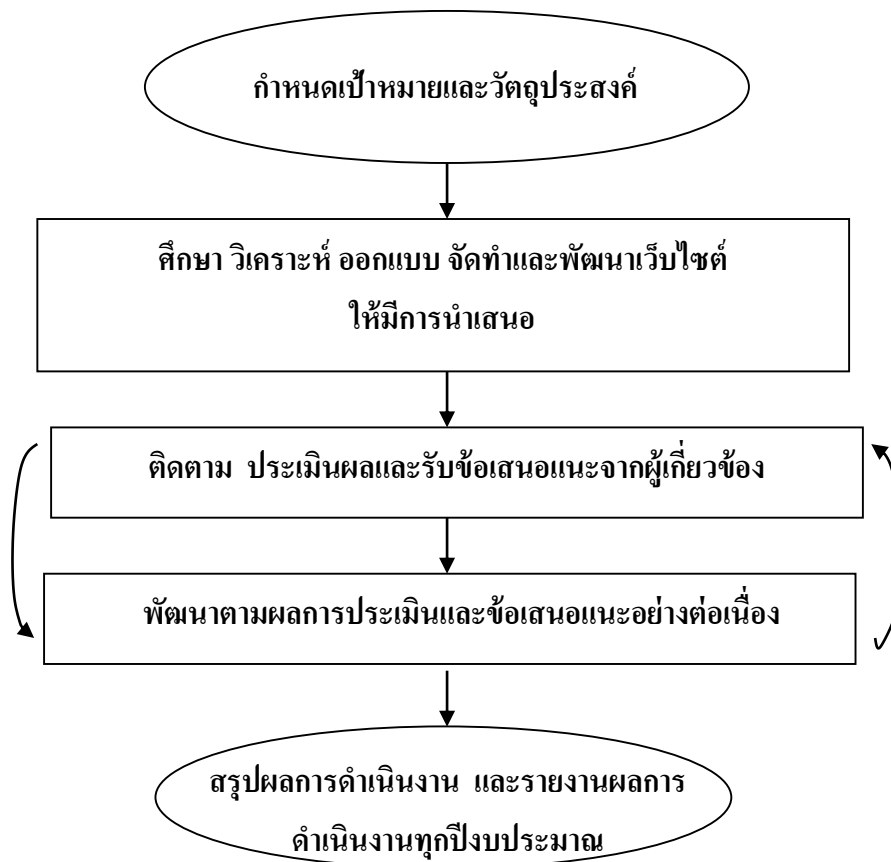 กำหนดเป้าหมายและวัตถุประสงค์
ศึกษา วิเคราะห์ ออกแบบ จัดทำและพัฒนาเว็บไซต์
ให้มีการนำเสนอ
ติดตาม ประเมินผลและรับข้อเสนอแนะจากผู้เกี่ยวข้อง
พัฒนาตามผลการประเมินและข้อเสนอแนะอย่างต่อเนื่อง
สรุปผลการดำเนินงาน และรายงานผลการ
ดำเนินงานทุกปีงบประมาณ